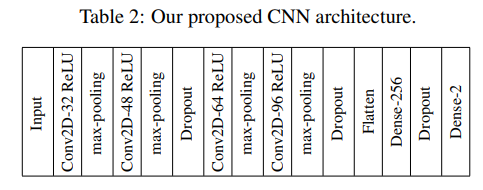 Table 2: Our proposed CNN architecture.
Input
Conv2D-32 ReLU
max-pooling
Conv2D-48 ReLU
max-pooling
Dropout
Conv2D-64 ReLU
max-pooling
Conv2D-96 ReLU
max-pooling
Dropout
Flatten
Dense-256
Dropout
Dense-2